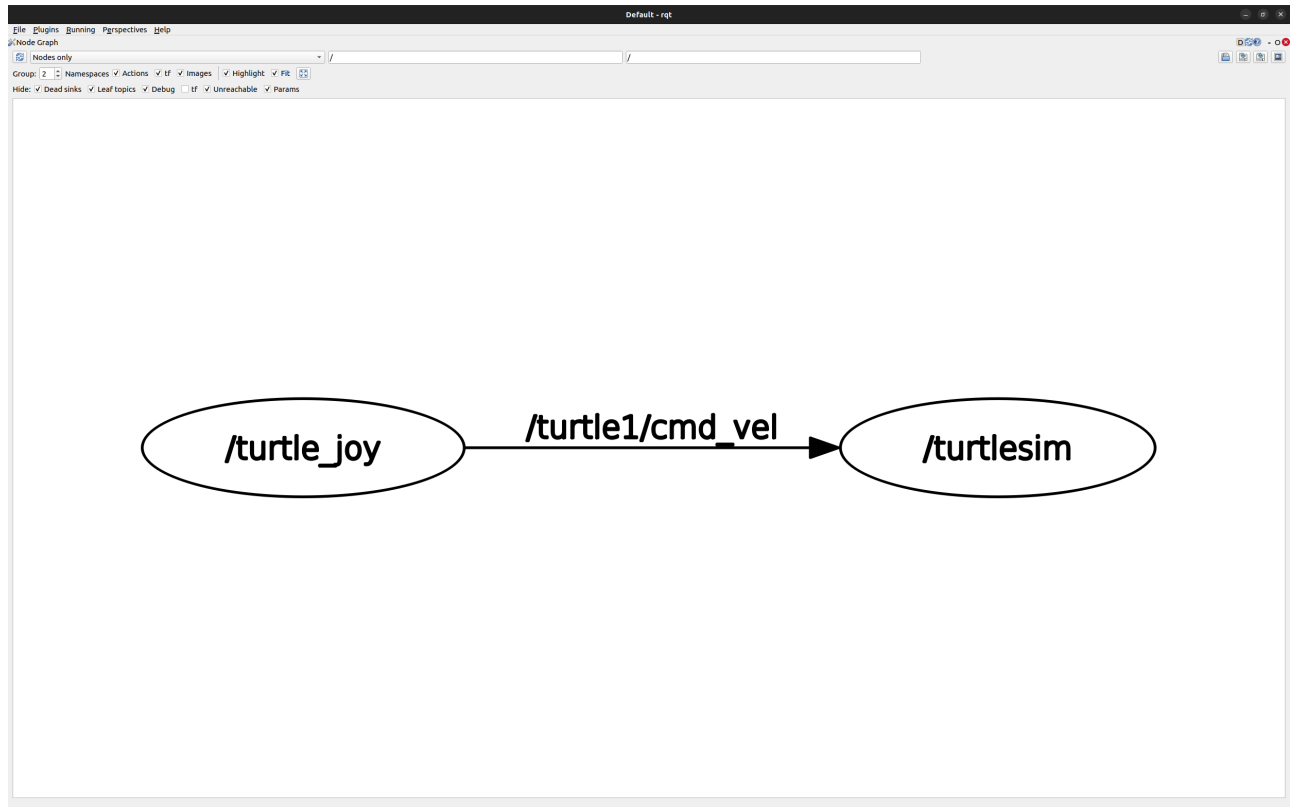 Default - rqt
File Plugins Running Perspectives Help
Node Graph
D - O
Nodes only / /
Group: 2 Namespaces ✓ Actions ✓ tf ✓ Images ✓ Highlight ✓ Fit
Hide: ✓ Dead sinks ✓ Leaf topics ✓ Debug tf ✓ Unreachable ✓ Params
/turtle1/cmd_vel
/turtle_joy /turtlesim